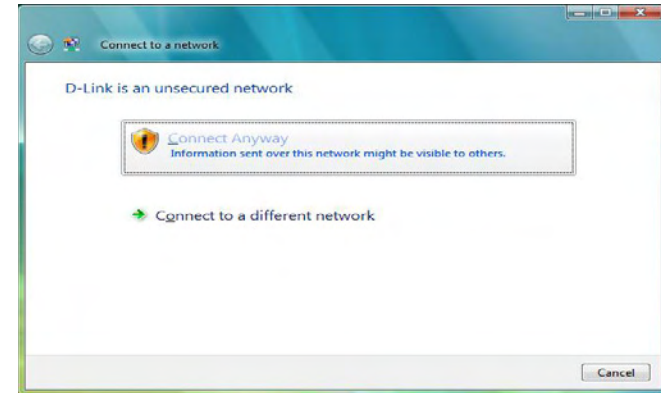 Connect to a network
D-Link is an unsecured network
Connect Anyway
Information sent over this network might be visible to others.
Connect to a different network
Cancel